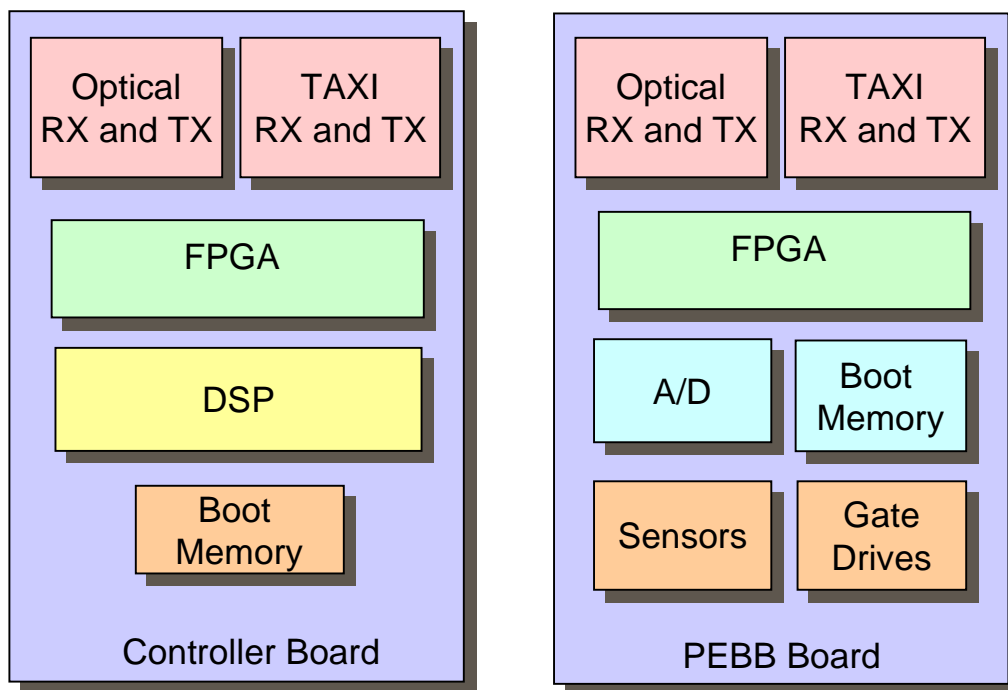 Optical
RX and TX
TAXI
RX and TX
FPGA
DSP
Boot
Memory
Controller Board
Optical
RX and TX
TAXI
RX and TX
FPGA
A/D
Boot
Memory
Sensors
Gate
Drives
PEBB Board